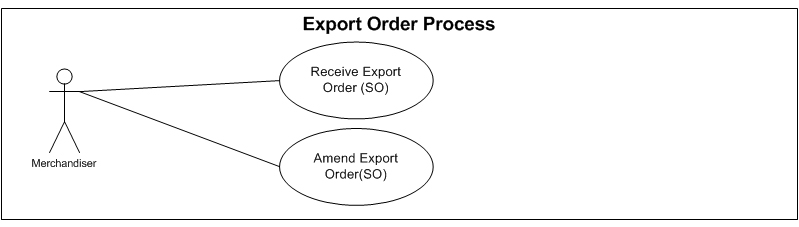 Export Order Process
Receive Export
Order (SO)
Amend Export
Order(SO)
Merchandiser